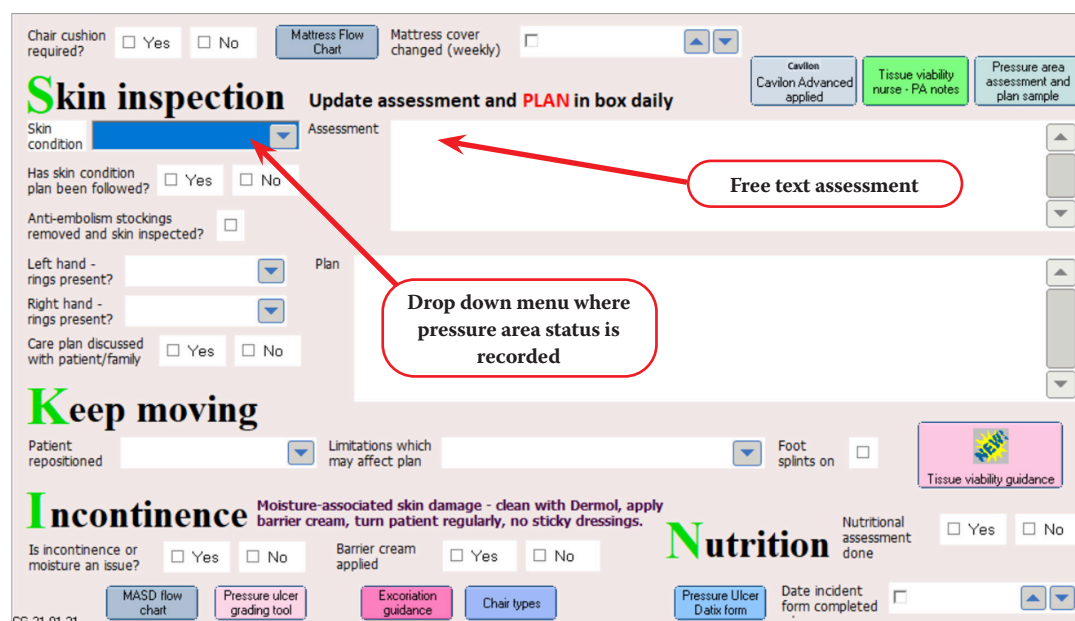 Chair cushion
required?
Yes
No
Mattress Flow
Chart
Mattress cover
changed (weekly)
Cavilon
Cavilon Advanced
applied
Tissue viability
nurse - PA notes
Pressure area
assessment and
plan sample
Skin inspection
Update assessment and PLAN in box daily
Skin
condition
Assessment
Free text assessment
Has skin condition
plan been followed?
Yes
No
Anti-embolism stockings
removed and skin inspected?
Left hand -
rings present?
Plan
Right hand -
rings present?
Drop down menu where
pressure area status is
recorded
Care plan discussed
with patient/family
Yes
No
Keep moving
Patient
repositioned
Limitations which
may affect plan
Foot
splints on
NEW!
Tissue viability guidance
Incontinence
Moisture-associated skin damage - clean with Dermol, apply
barrier cream, turn patient regularly, no sticky dressings.
Nutrition
Nutritional
assessment
done
Yes
No
Is incontinence or
moisture an issue?
Yes
No
Barrier cream
applied
Yes
No
MASD flow
chart
Pressure ulcer
grading tool
Excoriation
guidance
Chair types
Pressure Ulcer
Datix form
Date incident
form completed